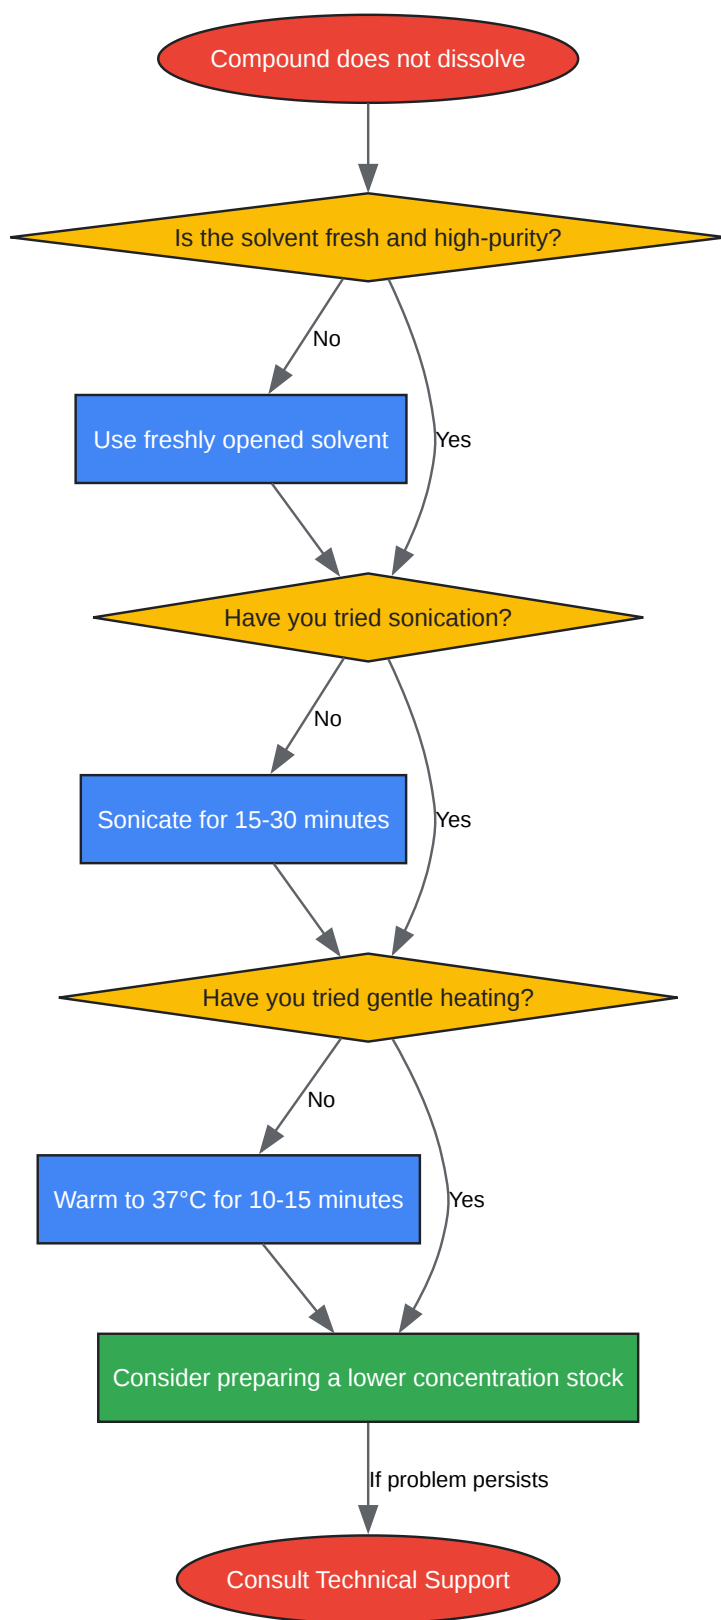 Compound does not dissolve
Is the solvent fresh and high-purity?
No
Use freshly opened solvent
Yes
Have you tried sonication?
No
Sonicate for 15-30 minutes
Yes
Have you tried gentle heating?
No
Warm to 37°C for 10-15 minutes
Yes
Consider preparing a lower concentration stock
If problem persists
Consult Technical Support